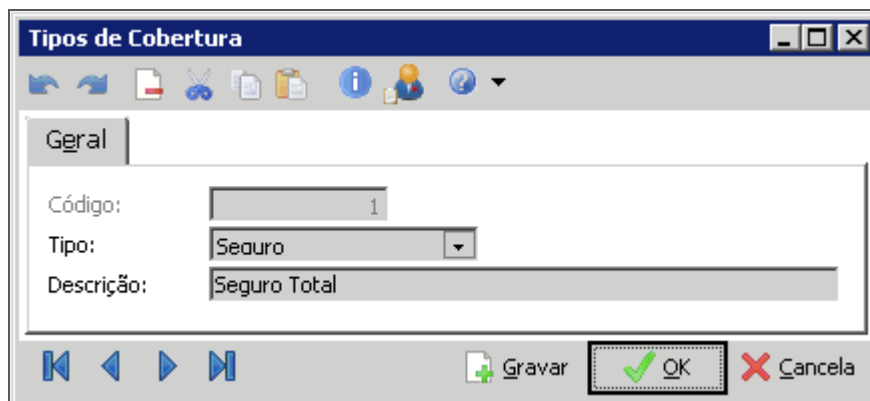 Tipos de Cobertura
Geral
Código: 1
Tipo: Seguro
Descrição: Seguro Total
Gravar OK Cancela